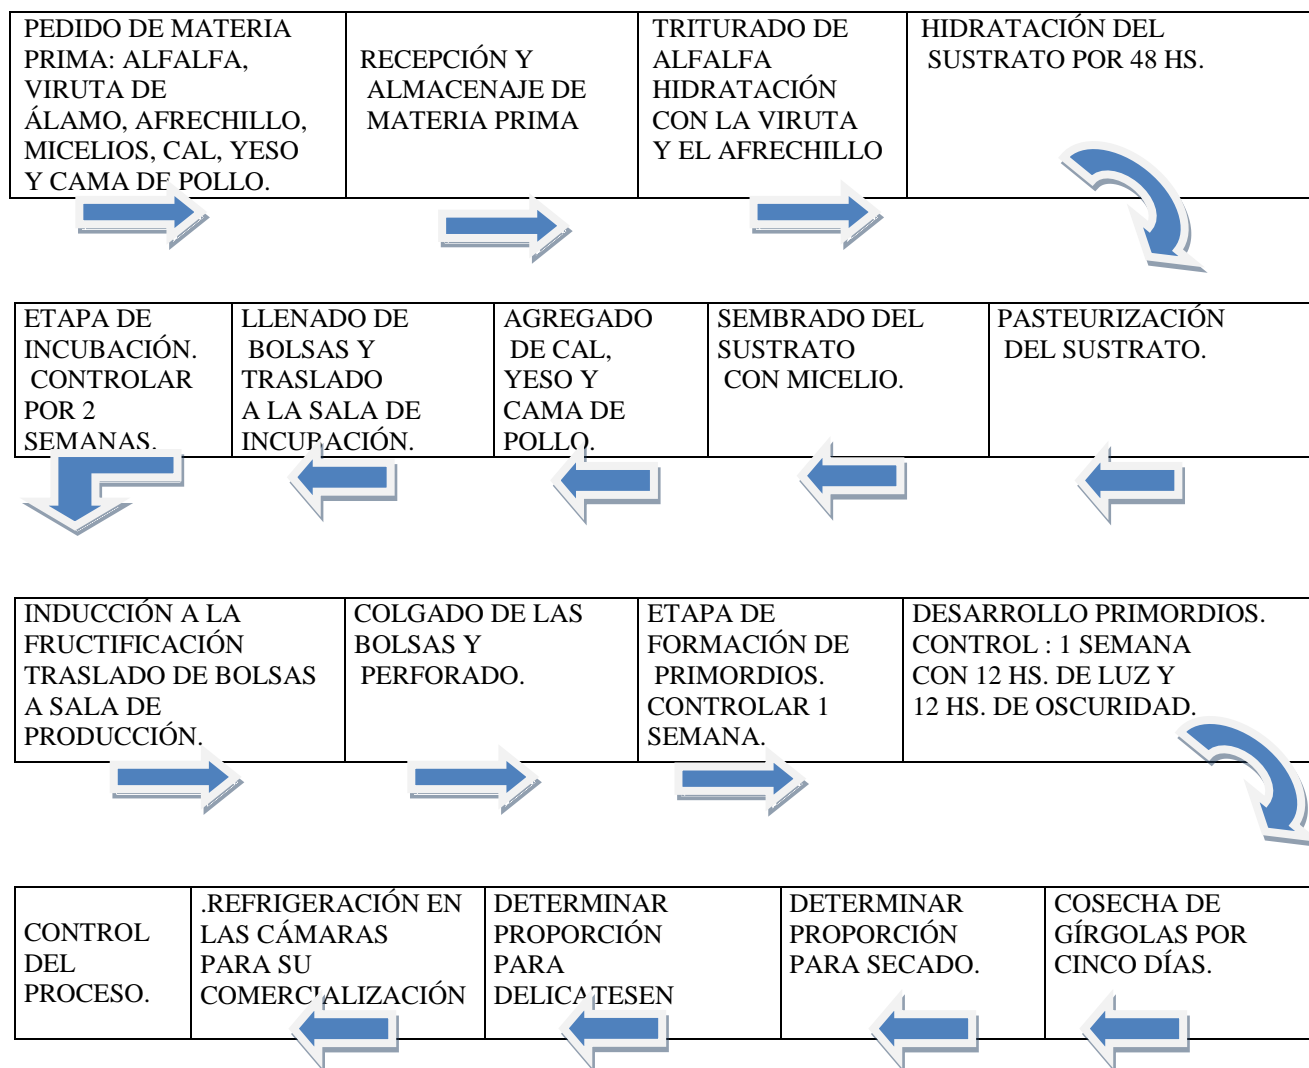 PEDIDO DE MATERIA
PRIMA: ALFALFA,
VIRUTA DE
ÁLAMO, AFRECHILLO,
MICELIOS, CAL, YESO
Y CAMA DE POLLO.
RECEPCIÓN Y
ALMACENAJE DE
MATERIA PRIMA
TRITURADO DE
ALFALFA
HIDRATACIÓN
CON LA VIRUTA
Y EL AFRECHILLO
HIDRATACIÓN DEL
SUSTRATO POR 48 HS.
ETAPA DE
INCUBACIÓN.
CONTROLAR
POR 2
SEMANAS.
LLENADO DE
BOLSAS Y
TRASLADO
A LA SALA DE
INCUBACIÓN.
AGREGADO
DE CAL,
YESO Y
CAMA DE
POLLO.
SEMBRADO DEL
SUSTRATO
CON MICELIO.
PASTEURIZACIÓN
DEL SUSTRATO.
INDUCCIÓN A LA
FRUCTIFICACIÓN
TRASLADO DE BOLSAS
A SALA DE
PRODUCCIÓN.
COLGADO DE LAS
BOLSAS Y
PERFORADO.
ETAPA DE
FORMACIÓN DE
PRIMORDIOS.
CONTROLAR 1
SEMANA.
DESARROLLO PRIMORDIOS.
CONTROL : 1 SEMANA
CON 12 HS. DE LUZ Y
12 HS. DE OSCURIDAD.
CONTROL
DEL
PROCESO.
.REFRIGERACIÓN EN
LAS CÁMARAS
PARA SU
COMERCIALIZACIÓN
DETERMINAR
PROPORCIÓN
PARA
DELICATESEN
DETERMINAR
PROPORCIÓN
PARA SECADO.
COSECHA DE
GÍRGOLAS POR
CINCO DÍAS.